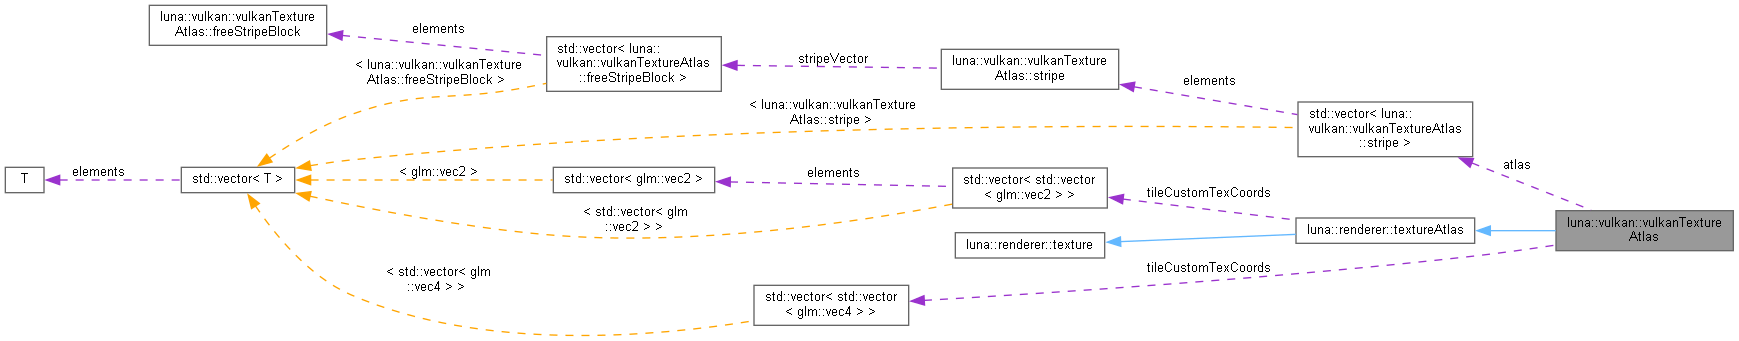 luna::vulkan::vulkanTexture
Atlas::freeStripeBlock
elements
std::vector< luna::
vulkan::vulkanTextureAtlas
::freeStripeBlock >
< luna::vulkan::vulkanTexture
Atlas::freeStripeBlock >
stripeVector
luna::vulkan::vulkanTexture
Atlas::stripe
elements
< luna::vulkan::vulkanTexture
Atlas::stripe >
std::vector< luna::
vulkan::vulkanTextureAtlas
::stripe >
atlas
T
elements
std::vector< T >
< glm::vec2 >
std::vector< glm::vec2 >
elements
std::vector< std::vector
< glm::vec2 > >
tileCustomTexCoords
< std::vector< glm
::vec2 > >
luna::renderer::texture
luna::renderer::textureAtlas
luna::vulkan::vulkanTexture
Atlas
< std::vector< glm
::vec4 > >
std::vector< std::vector
< glm::vec4 > >
tileCustomTexCoords